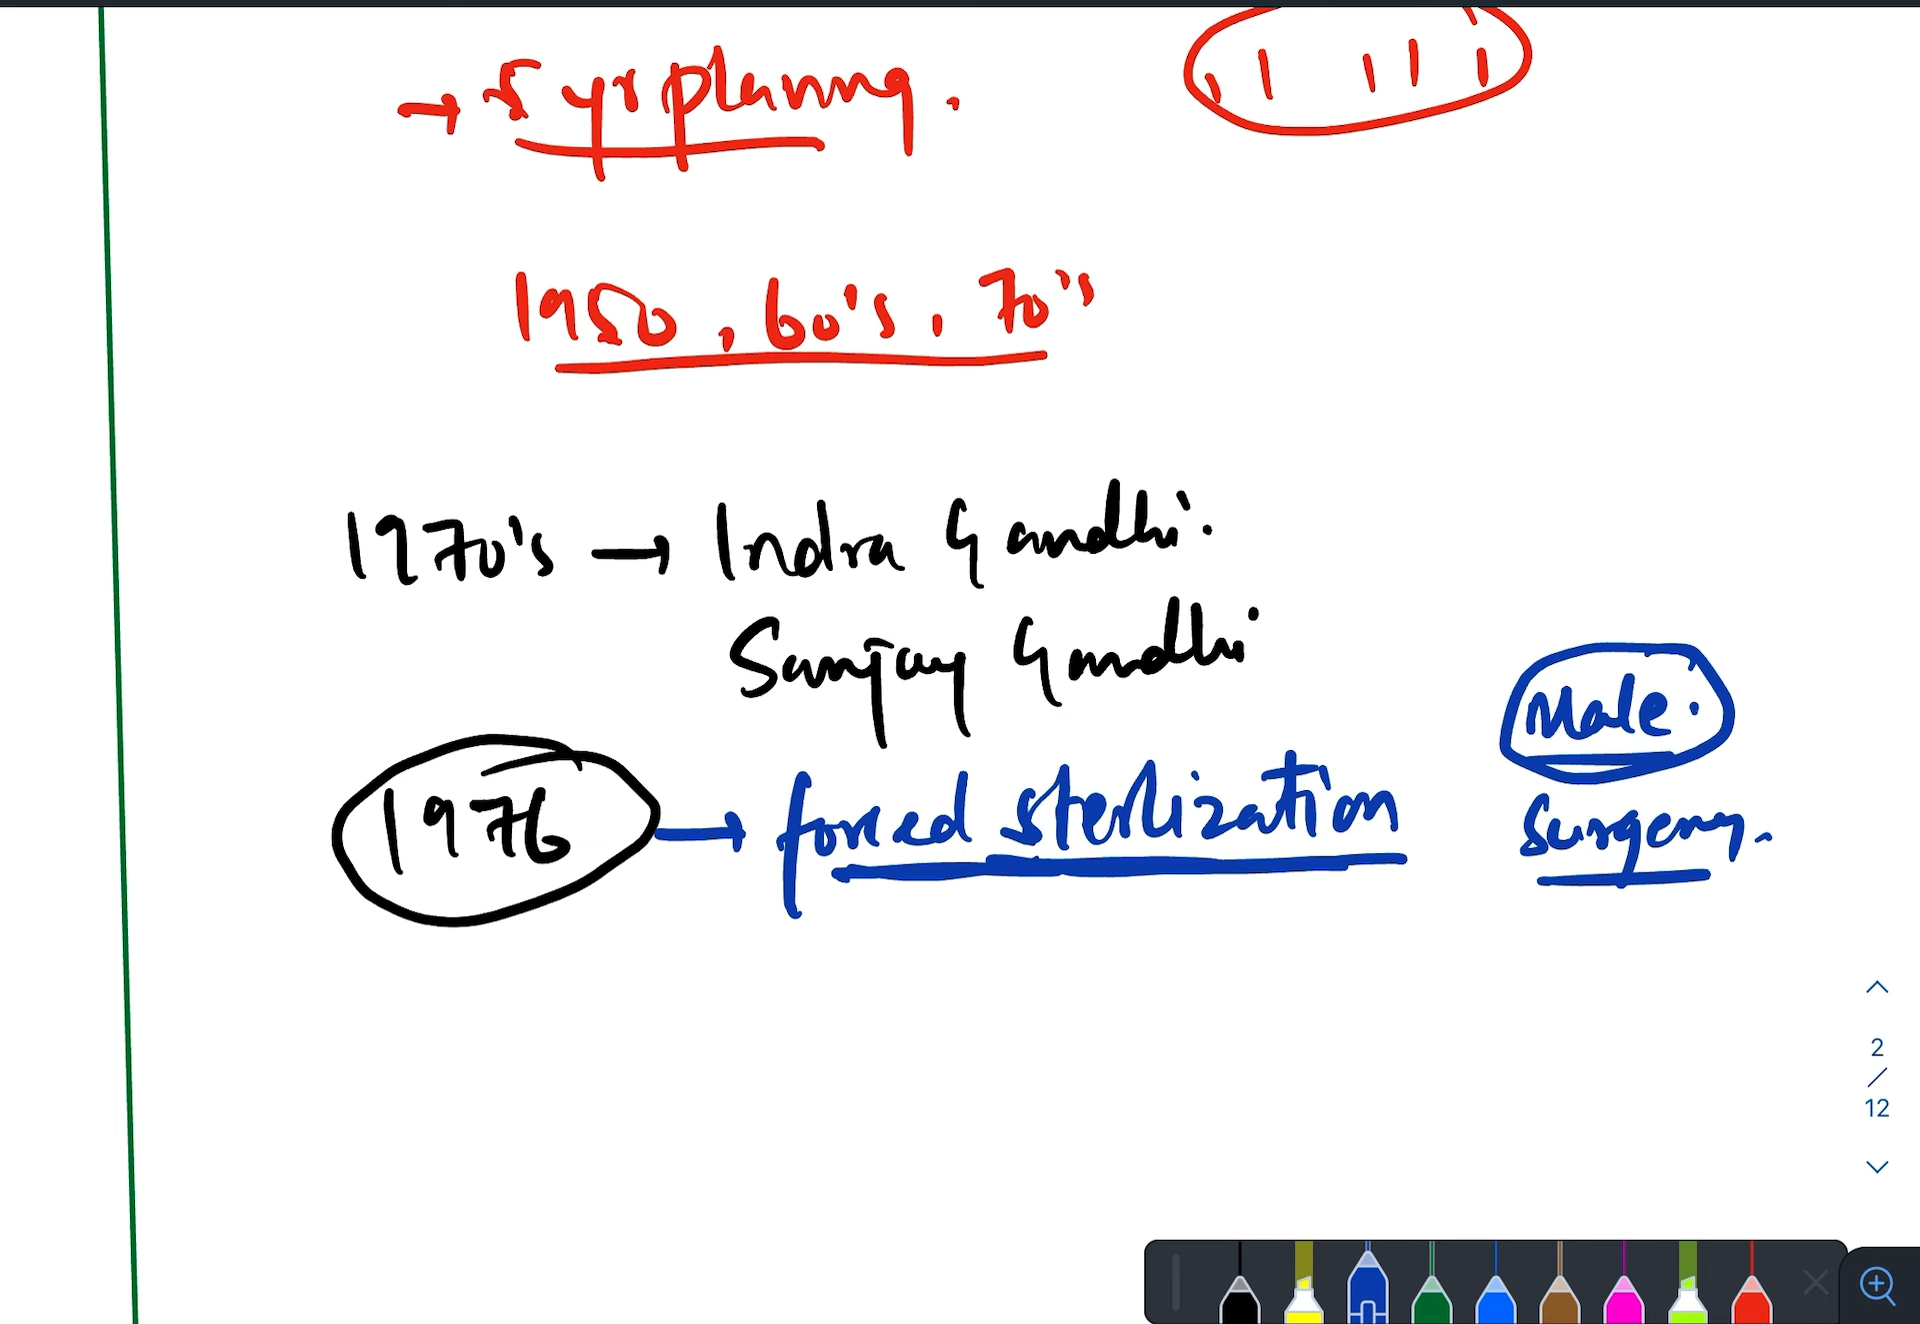 → 5 yr planning.
1950, 60's, 70's
1970's → Indra Gandhi.
Sanjay Gandhi
Male.
1976 → forced sterlization
Surgery.
2
/
12